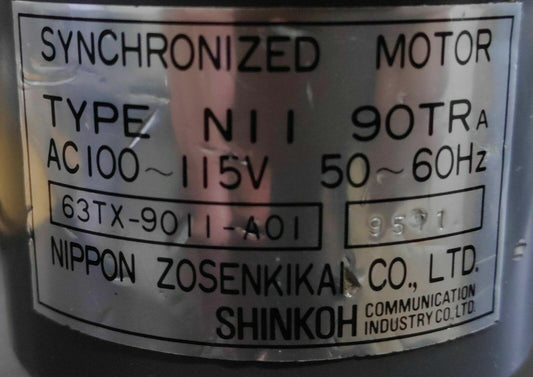 SYNCHRONIZED MOTOR
TYPE N11 90TRA
AC100~115V 50~60Hz
63TX-9011-A01
NIPPON ZOSENKIKAI CO., LTD.
SHINKOH COMMUNICATION INDUSTRY CO., LTD.